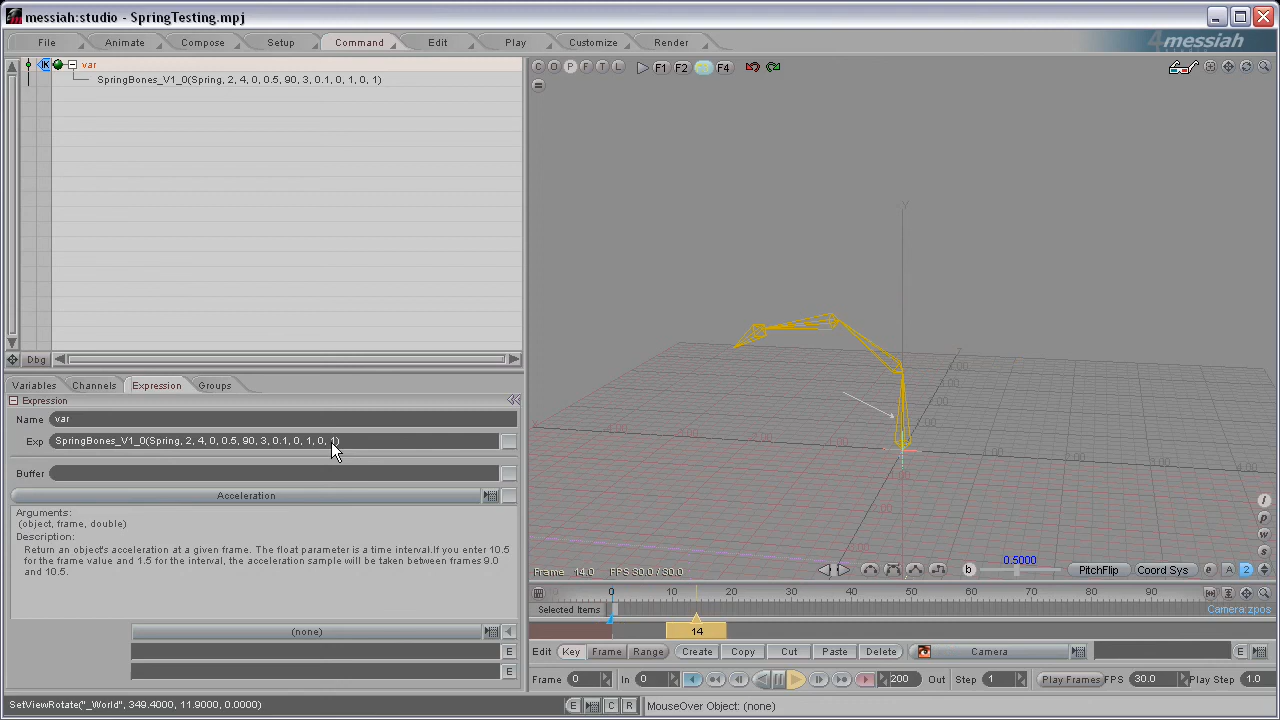 messiah:studio - SpringTesting.mpj
File Animate Compose Setup Command Edit Customize Render
4messiah
var
SpringBones_V1_0(Spring, 2, 4, 0, 0.5, 90, 3, 0.1, 0, 1, 0, 1)
C O P F T L F1 F2 F4
Dbg
Variables Channels Expression Groups
Expression
Name var
Exp SpringBones_V1_0(Spring, 2, 4, 0, 0.5, 90, 3, 0.1, 0, 1, 0, 1)
Buffer
Acceleration
Arguments:
(object, frame, double)
Description:
Return an object's acceleration at a given frame. The float parameter is a time interval.If you enter 10.5
for the frame value and 1.5 for the interval, the acceleration sample will be taken between frames 9.0
and 10.5.
(none)
E
E
Frame 14.0 FPS 30.0 / 30.0
b 0.5000 PitchFlip Coord Sys e A 2
0 10 20 30 40 50 60 70 80 90
Selected Items
Camera:zpos
14
Edit Key Frame Range Create Copy Cut Paste Delete Camera E
Frame 0 In 0 200 Out Step 1 Play Frames FPS 30.0 Play Step 1.0
SetViewRotate("_World", 349.4000, 11.9000, 0.0000)
E C R MouseOver Object: (none)